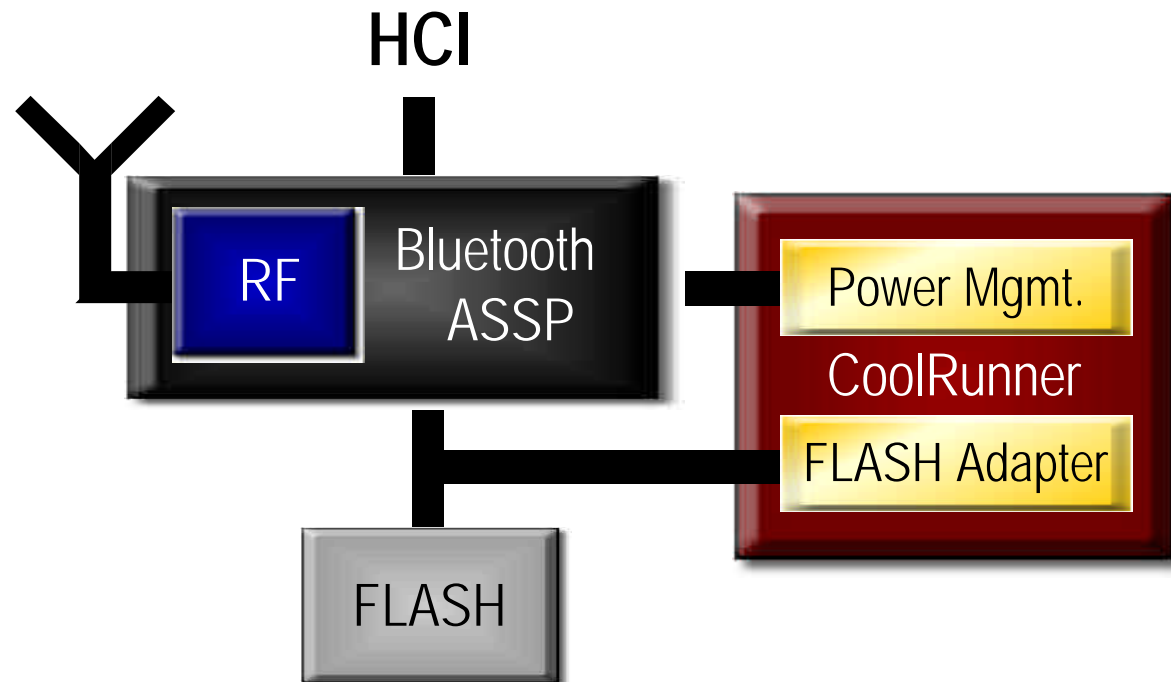 HCI
RF
Bluetooth
ASSP
Power Mgmt.
CoolRunner
FLASH Adapter
FLASH